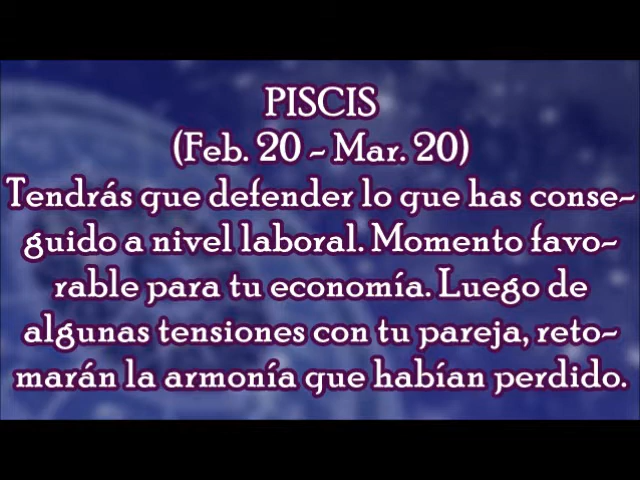 PISCIS
(Feb. 20 - Mar. 20)
Tendrás que defender lo que has conse-
guido a nivel laboral. Momento favo-
rable para tu economía. Luego de
algunas tensiones con tu pareja, reto-
marán la armonía que habían perdido.